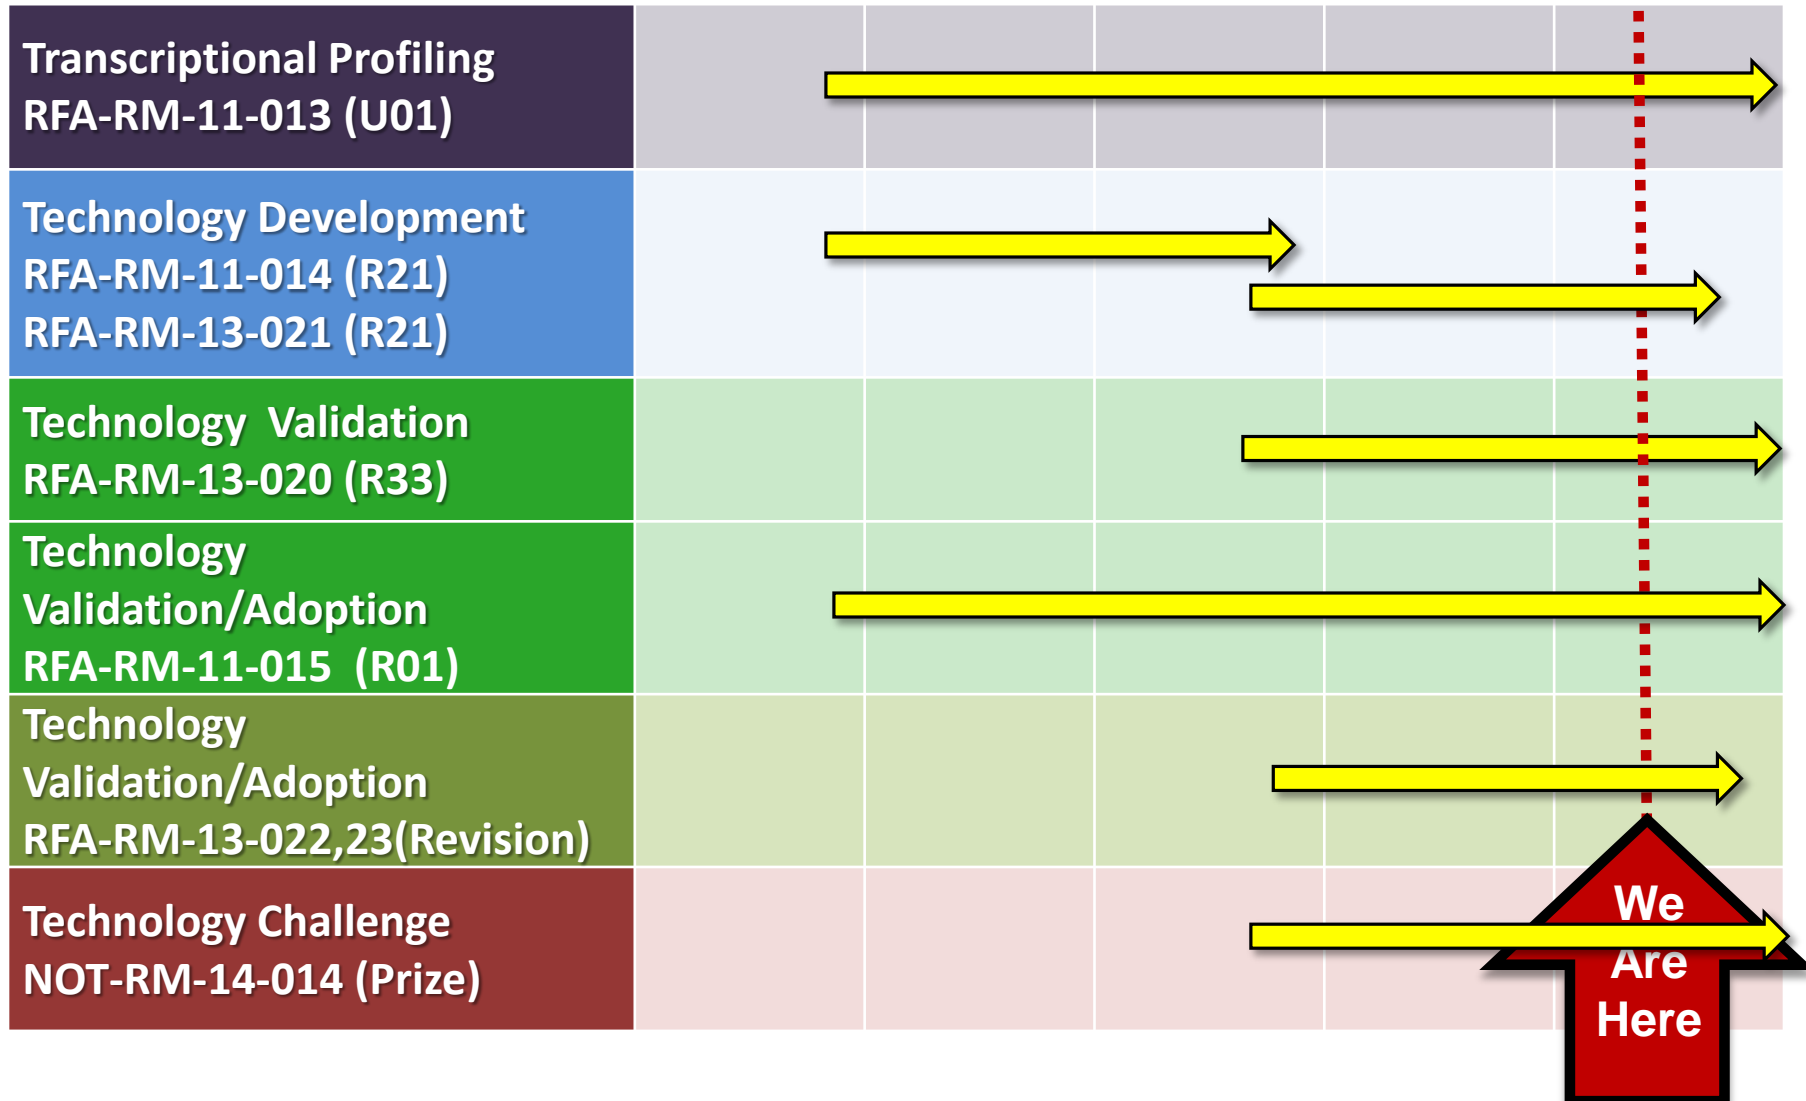 Transcriptional Profiling
RFA-RM-11-013 (U01)
Technology Development
RFA-RM-11-014 (R21)
RFA-RM-13-021 (R21)
Technology  Validation
RFA-RM-13-020 (R33)
Technology
Validation/Adoption
RFA-RM-11-015  (R01)
Technology
Validation/Adoption
RFA-RM-13-022,23(Revision)
Technology Challenge
NOT-RM-14-014 (Prize)
We
Are
Here